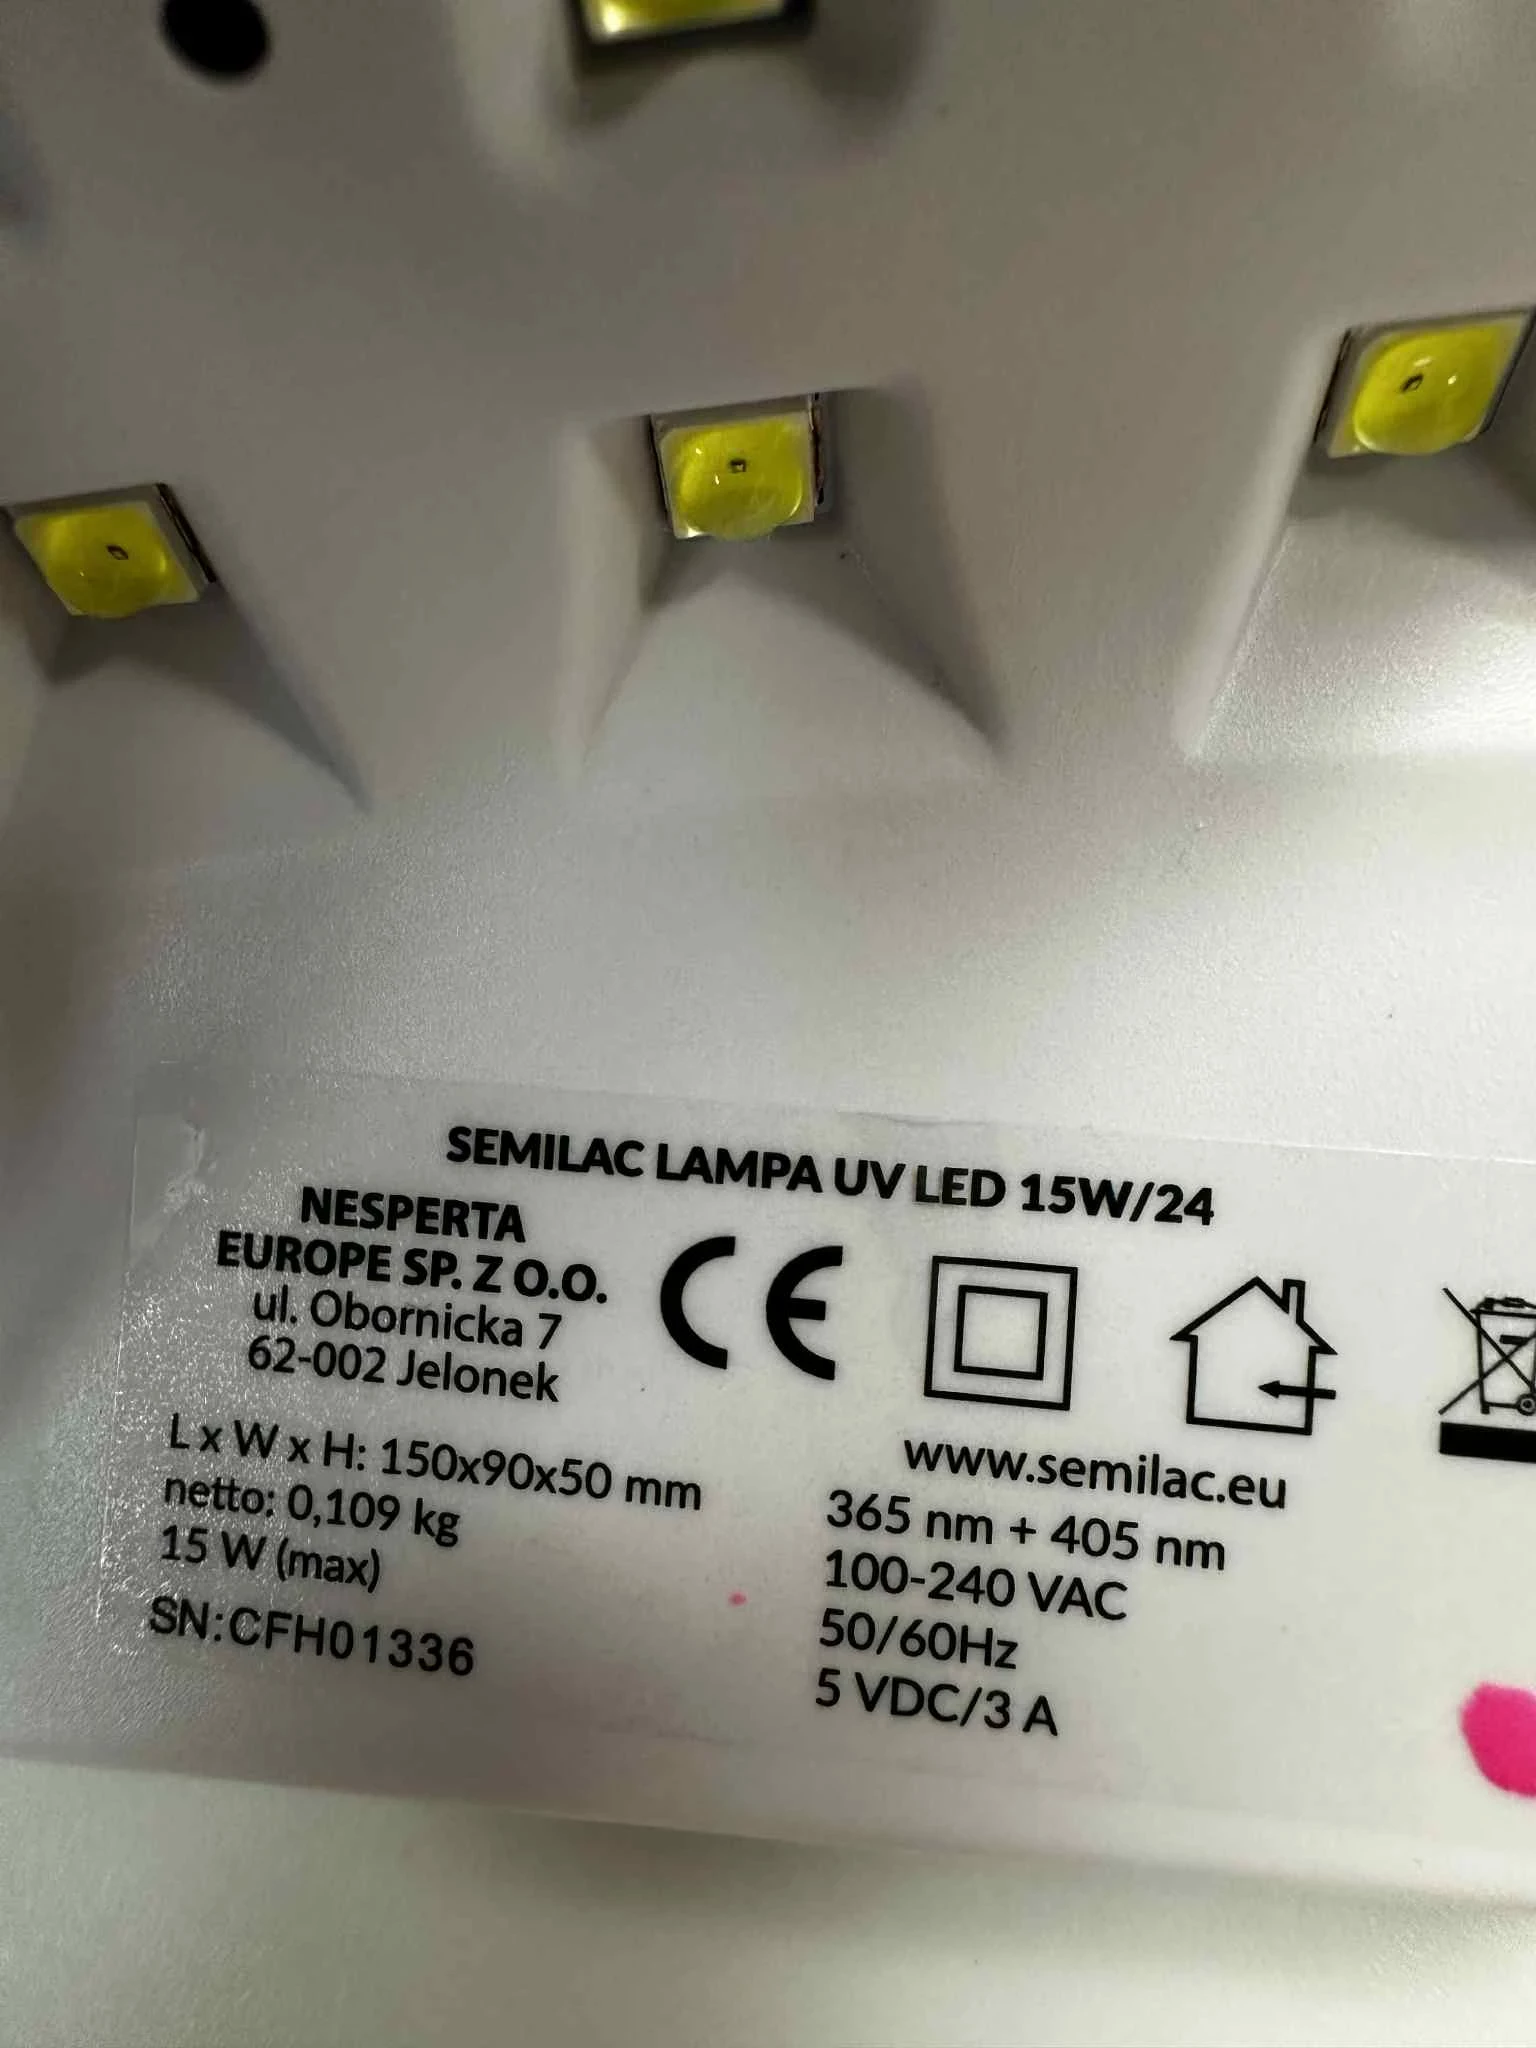 SEMILAC LAMPA UV LED 15W/24
NESPERTA
EUROPE SP. Z O.O.
ul. Obornicka 7
62-002 Jelonek
CE
L x W x H: 150x90x50 mm
netto: 0,109 kg
15 W (max)
SN:CFH01336
www.semilac.eu
365 nm + 405 nm
100-240 VAC
50/60Hz
5 VDC/3 A